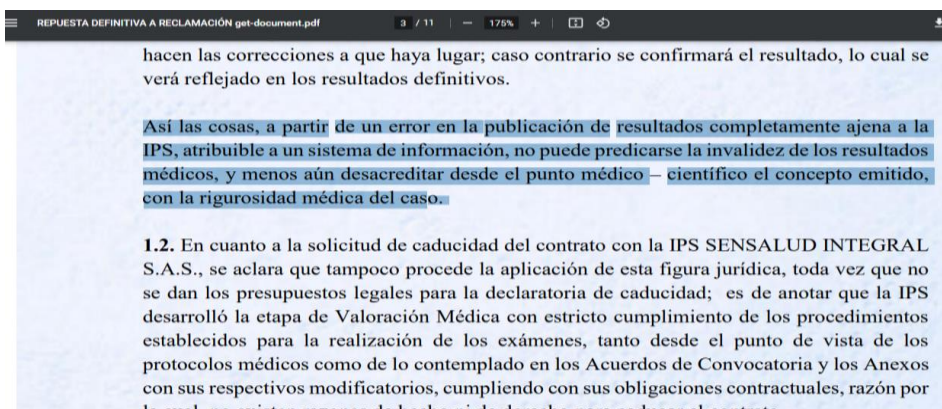 REPUESTA DEFINITIVA A RECLAMACIÓN get-document.pdf 3 / 11 175%
hacen las correcciones a que haya lugar; caso contrario se confirmará el resultado, lo cual se
verá reflejado en los resultados definitivos.
Así las cosas, a partir de un error en la publicación de resultados completamente ajena a la
IPS, atribuible a un sistema de información, no puede predicarse la invalidez de los resultados
médicos, y menos aún desacreditar desde el punto médico – científico el concepto emitido,
con la rigurosidad médica del caso.
1.2. En cuanto a la solicitud de caducidad del contrato con la IPS SENSALUD INTEGRAL
S.A.S., se aclara que tampoco procede la aplicación de esta figura jurídica, toda vez que no
se dan los presupuestos legales para la declaratoria de caducidad; es de anotar que la IPS
desarrolló la etapa de Valoración Médica con estricto cumplimiento de los procedimientos
establecidos para la realización de los exámenes, tanto desde el punto de vista de los
protocolos médicos como de lo contemplado en los Acuerdos de Convocatoria y los Anexos
con sus respectivos modificatorios, cumpliendo con sus obligaciones contractuales, razón por